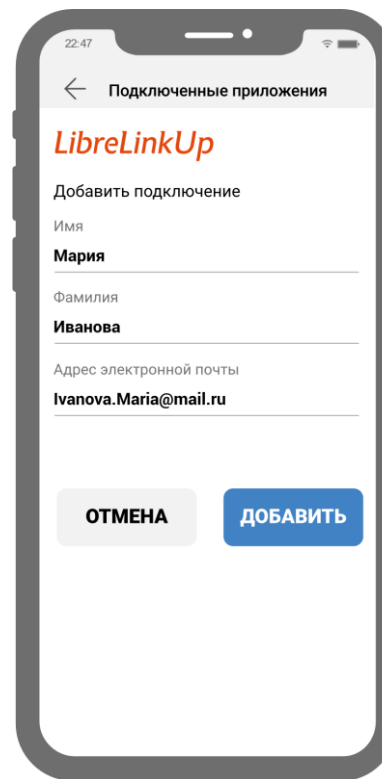 22:47
Подключенные приложения
LibreLinkUp
Добавить подключение
Имя
Мария
Фамилия
Иванова
Адрес электронной почты
Ivanova.Maria@mail.ru
ОТМЕНА ДОБАВИТЬ